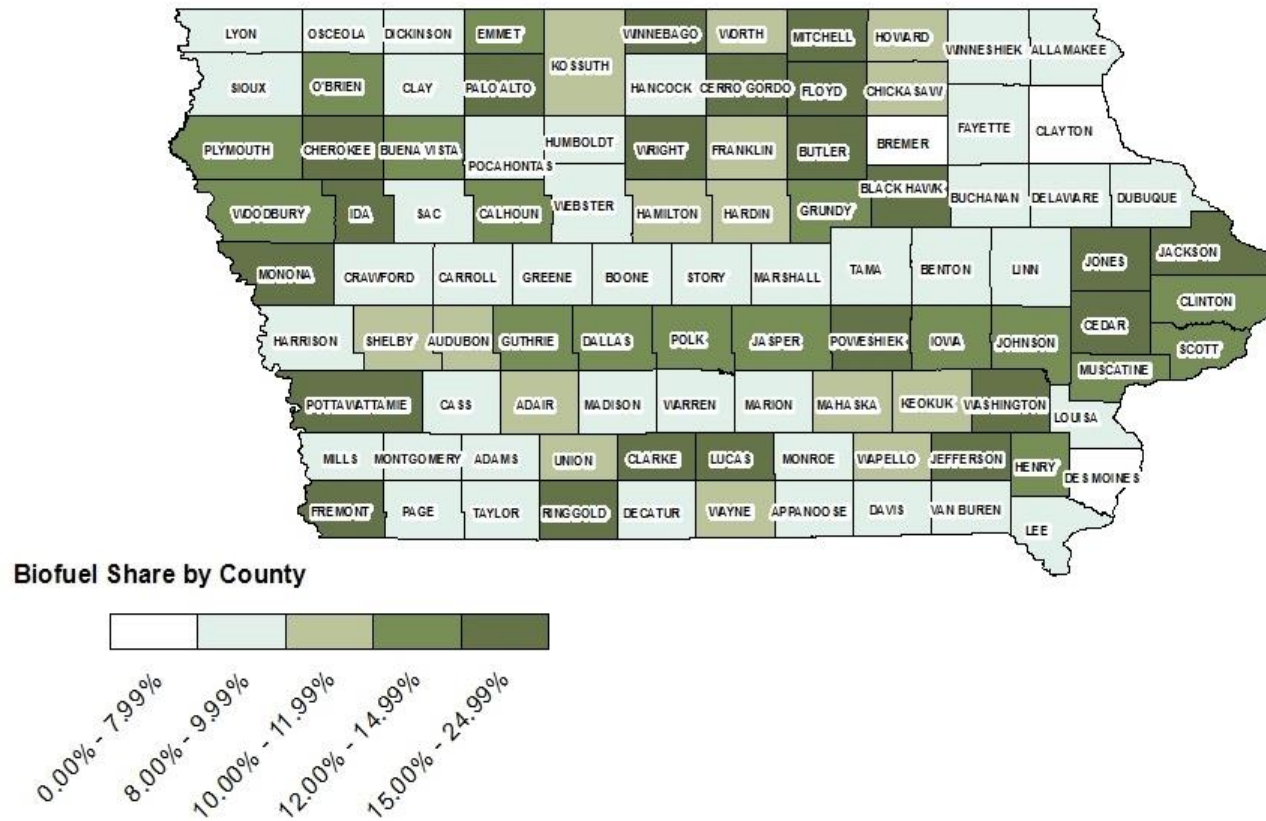 LYON OSCEOLA DICKINSON EMMET WINNEBAGO WORTH MITCHELL HOWARD
WINNESHIEK ALLAMAKEE
KOSSUTH
SIOUX O'BRIEN CLAY PALO ALTO HANCOCK CERRO GORDO FLOYD CHICKASAW
PLYMOUTH CHEROKEE BUENA VISTA POCAHONTAS HUMBOLDT WRIGHT FRANKLIN BUTLER BREMER FAYETTE CLAYTON
WOODBURY IDA SAC CALHOUN WEBSTER HAMILTON HARDIN GRUNDY BLACK HAWK BUCHANAN DELAWARE DUBUQUE
MONONA CRAWFORD CARROLL GREENE BOONE STORY MARSHALL TAMA BENTON LINN JONES JACKSON
CLINTON
HARRISON SHELBY AUDUBON GUTHRIE DALLAS POLK JASPER POWESHIEK IOWA JOHNSON CEDAR SCOTT
MUSCATINE
POTTAWATTAMIE CASS ADAIR MADISON WARREN MARION MAHASKA KEOKUK WASHINGTON LOUISA
MILLS MONTGOMERY ADAMS UNION CLARKE LUCAS MONROE WAPELLO JEFFERSON HENRY DES MOINES
FREMONT PAGE TAYLOR RINGGOLD DECATUR WAYNE APPANOOSE DAVIS VAN BUREN LEE
Biofuel Share by County
0.00% - 7.99%
8.00% - 9.99%
10.00% - 11.99%
12.00% - 14.99%
15.00% - 24.99%